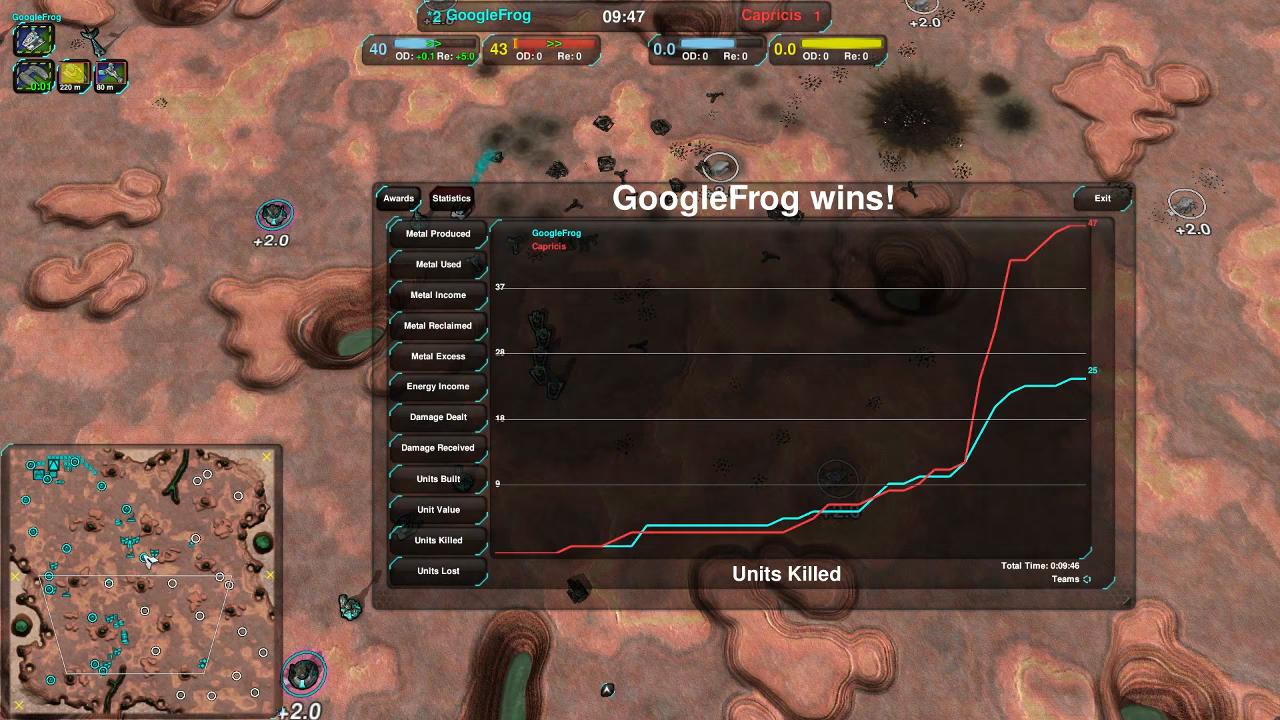 GoogleFrog
-0:01
220 m
80 m
*2 GoogleFrog 09:47 Capricis 1
40 OD: +0.1 Re: +5.0
43 OD: 0 Re: 0
0.0 OD: 0 Re: 0
0.0 OD: 0 Re: 0
+2.0
Awards Statistics GoogleFrog wins! Exit
+2.0
+2.0
Metal Produced
Metal Used
Metal Income
Metal Reclaimed
Metal Excess
Energy Income
Damage Dealt
Damage Received
Units Built
Unit Value
Units Killed
Units Lost
GoogleFrog
Capricis
47
37
28
25
18
9
+2.0
Units Killed
Total Time: 0:09:46
Teams
+2.0